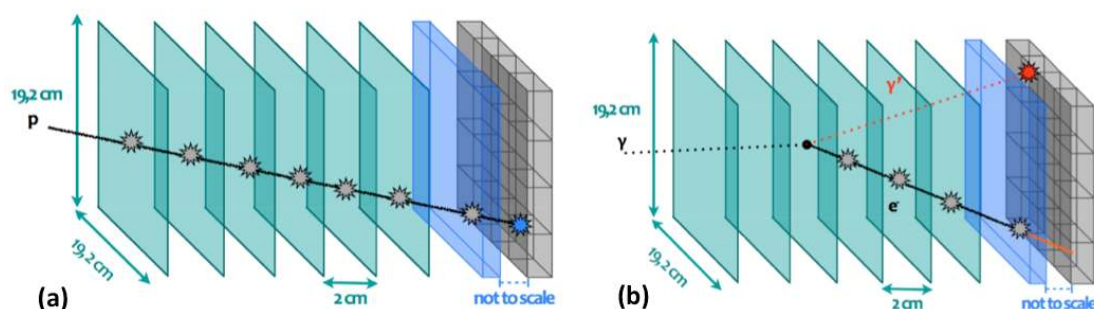 19,2 cm
p
19,2 cm
2 cm
not to scale
(a)
19,2 cm
γ
γ'
e-
19,2 cm
2 cm
not to scale
(b)